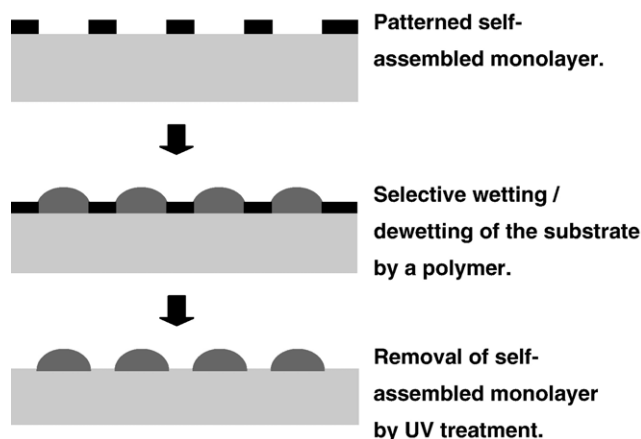 Patterned self-
assembled monolayer.
Selective wetting /
dewetting of the substrate
by a polymer.
Removal of self-
assembled monolayer
by UV treatment.